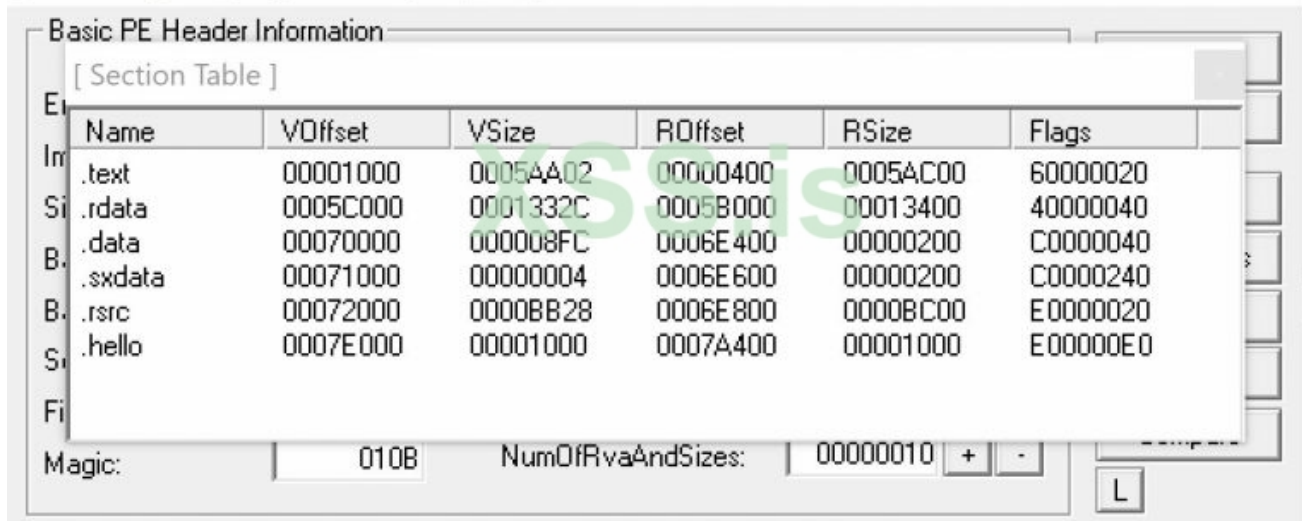 Basic PE Header Information
[ Section Table ]
Name VOffset VSize ROffset RSize Flags
.text 00001000 0005AA02 00000400 0005AC00 60000020
.rdata 0005C000 0001332C 0005B000 00013400 40000040
.data 00070000 000008FC 0006E400 00000200 C0000040
.sxdata 00071000 00000004 0006E600 00000200 C0000240
.rsrc 00072000 0000BB28 0006E800 0000BC00 E0000020
.hello 0007E000 00001000 0007A400 00001000 E00000E0
XSS.is
Magic: 010B NumOfRvaAndSizes: 00000010 + -
L